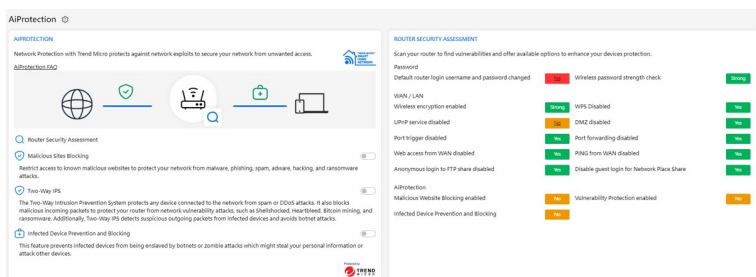 AiProtection
AIPROTECTION
Network Protection with Trend Micro protects against network exploits to secure your network from unwanted access.
AiProtection FAQ
TREND MICRO™
SMART
HOME
NETWORK
Router Security Assessment
Malicious Sites Blocking
Restrict access to known malicious websites to protect your network from malware, phishing, spam, adware, hacking, and ransomware
attacks.
Two-Way IPS
The Two-Way Intrusion Prevention System protects any device connected to the network from spam or DDoS attacks. It also blocks
malicious incoming packets to protect your router from network vulnerability attacks, such as Shellshocked, Heartbleed, Bitcoin mining, and
ransomware. Additionally, Two-Way IPS detects suspicious outgoing packets from infected devices and avoids botnet attacks.
Infected Device Prevention and Blocking
This feature prevents infected devices from being enslaved by botnets or zombie attacks which might steal your personal information or
attack other devices.
Powered by
TREND
MICRO
ROUTER SECURITY ASSESSMENT
Scan your router to find vulnerabilities and offer available options to enhance your devices protection.
Password
Default router login username and password changed No Wireless password strength check Strong
WAN / LAN
Wireless encryption enabled Strong WPS Disabled Yes
UPnP service disabled No DMZ disabled Yes
Port trigger disabled Yes Port forwarding disabled Yes
Web access from WAN disabled Yes PING from WAN disabled Yes
Anonymous login to FTP share disabled Yes Disable guest login for Network Place Share Yes
AiProtection
Malicious Website Blocking enabled No Vulnerability Protection enabled No
Infected Device Prevention and Blocking No